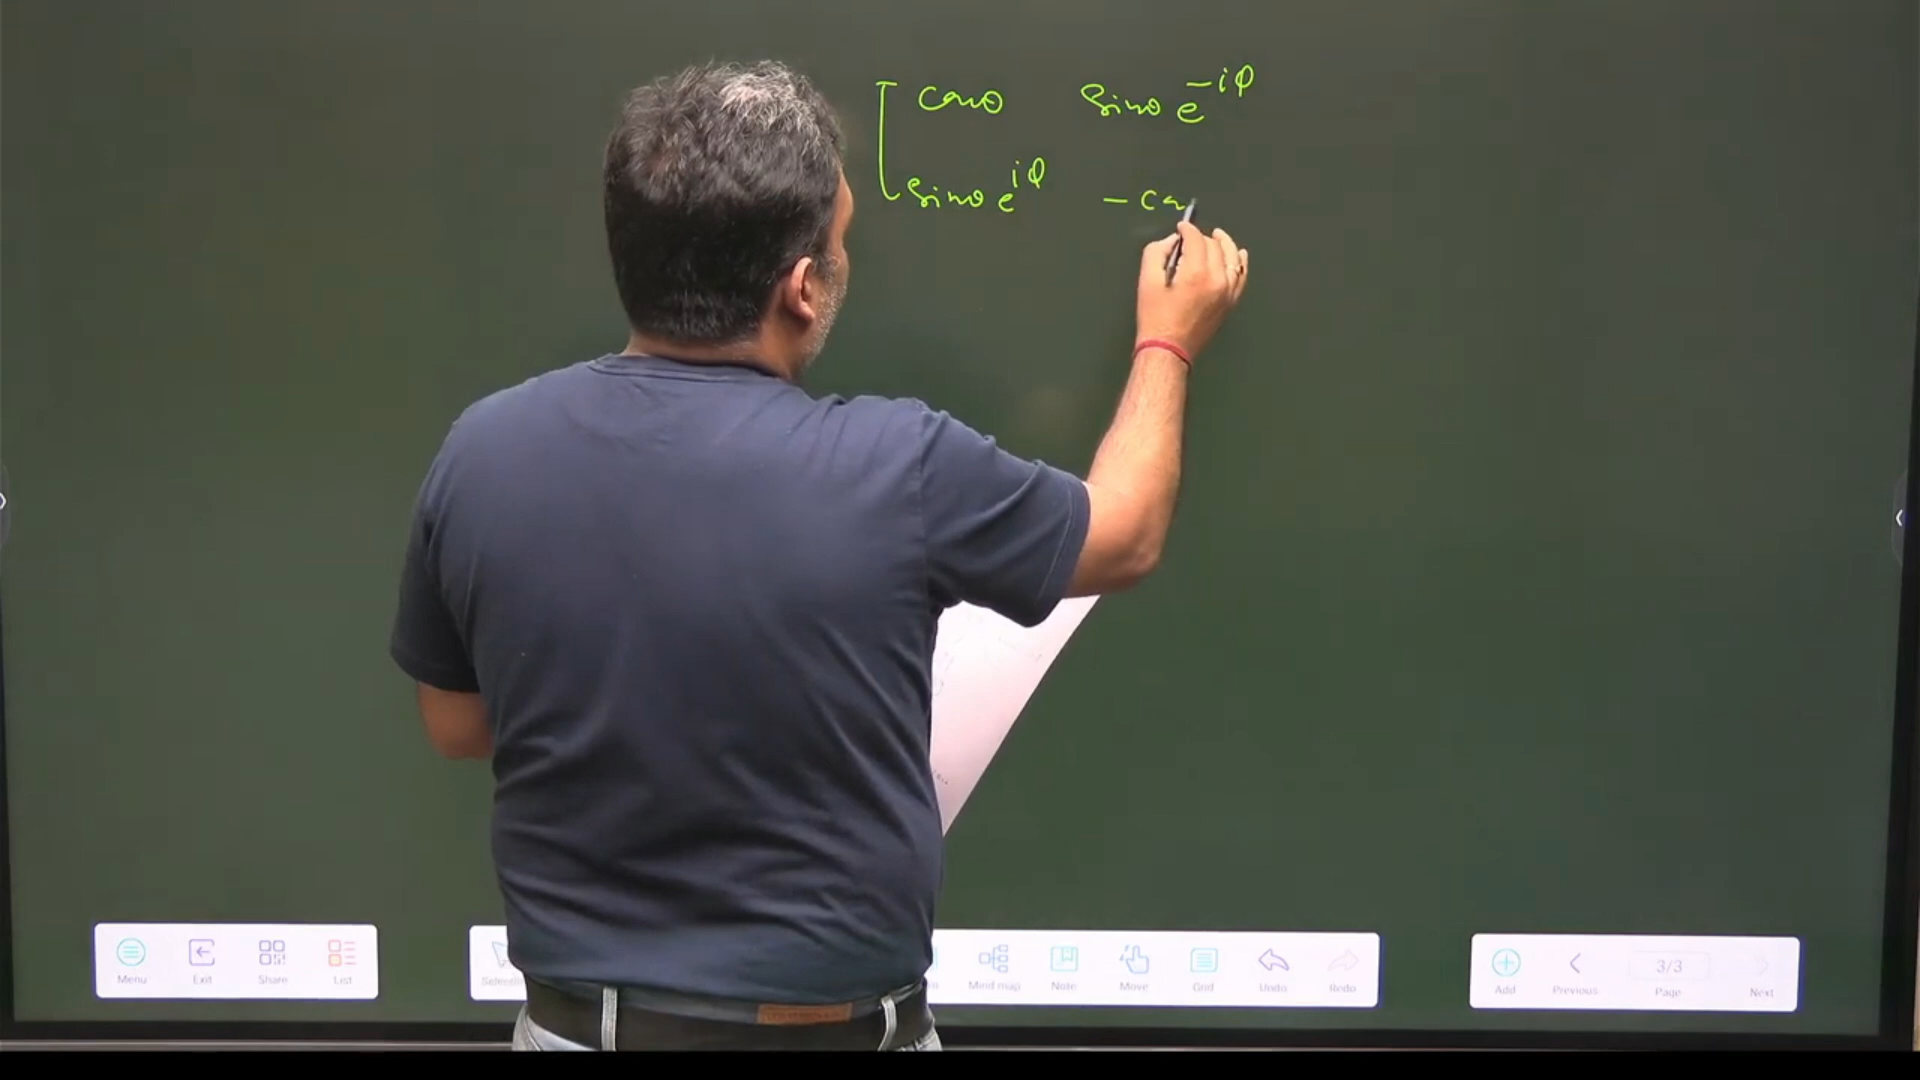 [ cosθ sinθ e^{-iφ}
sinθ e^{iφ} - cos
Menu Exit Share List Mind map Note Move Grid Undo Redo Add Previous 3/3 Page Next